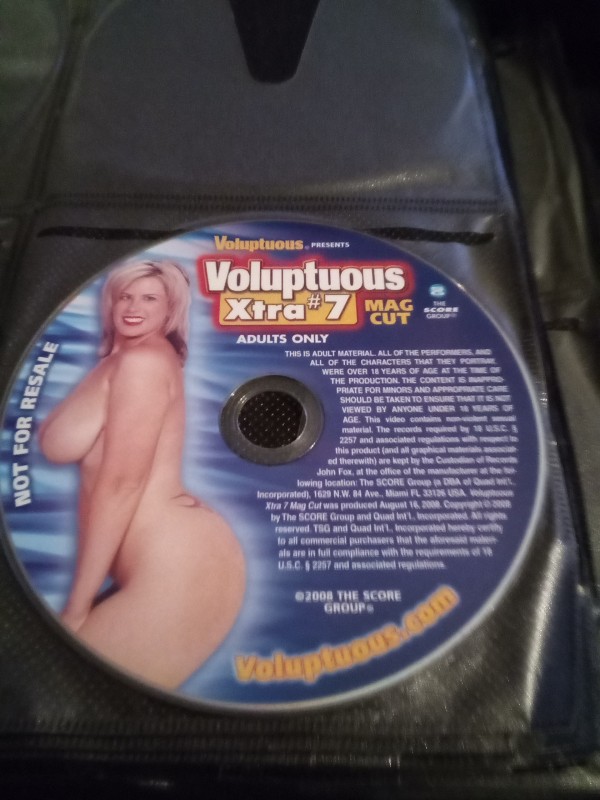 Voluptuous® PRESENTS
Voluptuous
Xtra #7 MAG CUT
THE SCORE GROUP®
ADULTS ONLY
NOT FOR RESALE
THIS IS ADULT MATERIAL. ALL OF THE PERFORMERS, AND
ALL OF THE CHARACTERS THAT THEY PORTRAY,
WERE OVER 18 YEARS OF AGE AT THE TIME OF
THE PRODUCTION. THE CONTENT IS INAPPRO-
PRIATE FOR MINORS AND APPROPRIATE CARE
SHOULD BE TAKEN TO ENSURE THAT IT IS NOT
VIEWED BY ANYONE UNDER 18 YEARS OF
AGE. This video contains non-violent sexual
material. The records required by 18 U.S.C. §
2257 and associated regulations with respect to
this product (and all graphical materials associat-
ed therewith) are kept by the Custodian of Records
John Fox, at the office of the manufacturer at the fol-
lowing location: The SCORE Group (a DBA of Quad Int'l.,
Incorporated), 1629 N.W. 84 Ave., Miami FL 33126 USA. Voluptuous
Xtra 7 Mag Cut was produced August 16, 2008. Copyright © 2008
by The SCORE Group and Quad Int'l., Incorporated. All rights
reserved. TSG and Quad Int'l., Incorporated hereby certify
to all commercial purchasers that the aforesaid materi-
als are in full compliance with the requirements of 18
U.S.C. § 2257 and associated regulations.
©2008 THE SCORE
GROUP®
Voluptuous.com